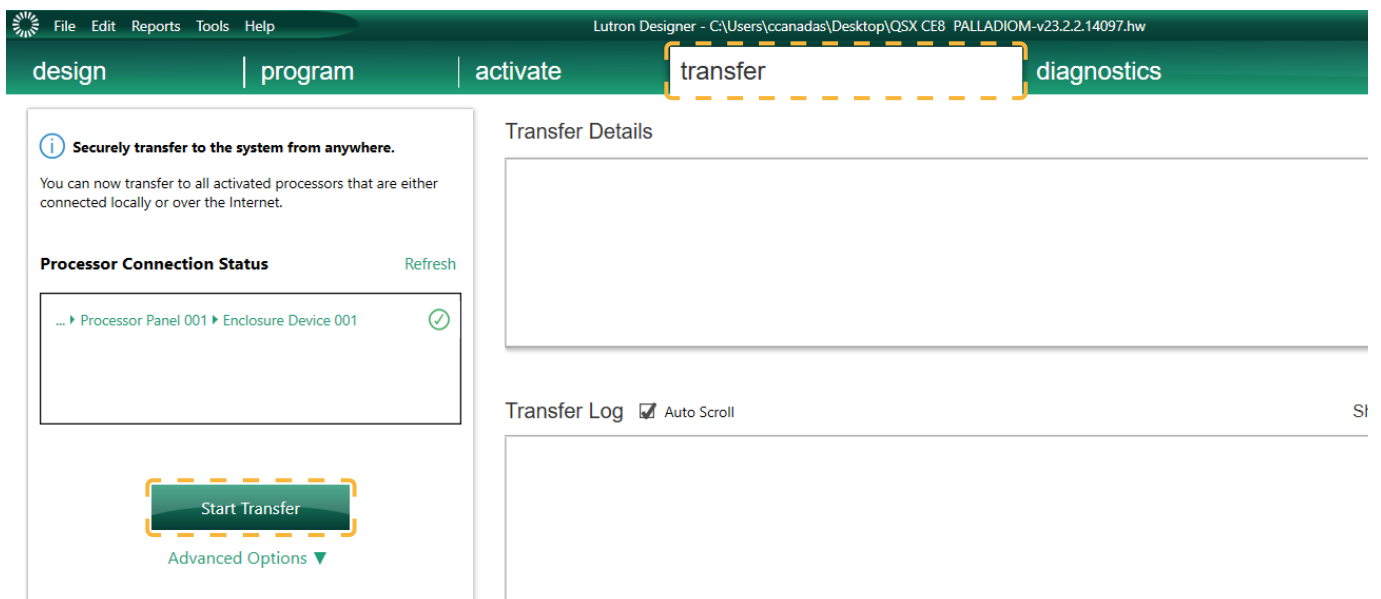 File Edit Reports Tools Help
Lutron Designer - C:\Users\ccanadas\Desktop\QSX CE8 PALLADIOM-v23.2.2.14097.hw
design program activate transfer diagnostics
Securely transfer to the system from anywhere.
You can now transfer to all activated processors that are either
connected locally or over the Internet.
Processor Connection Status Refresh
... Processor Panel 001 Enclosure Device 001
Start Transfer
Advanced Options ▼
Transfer Details
Transfer Log Auto Scroll